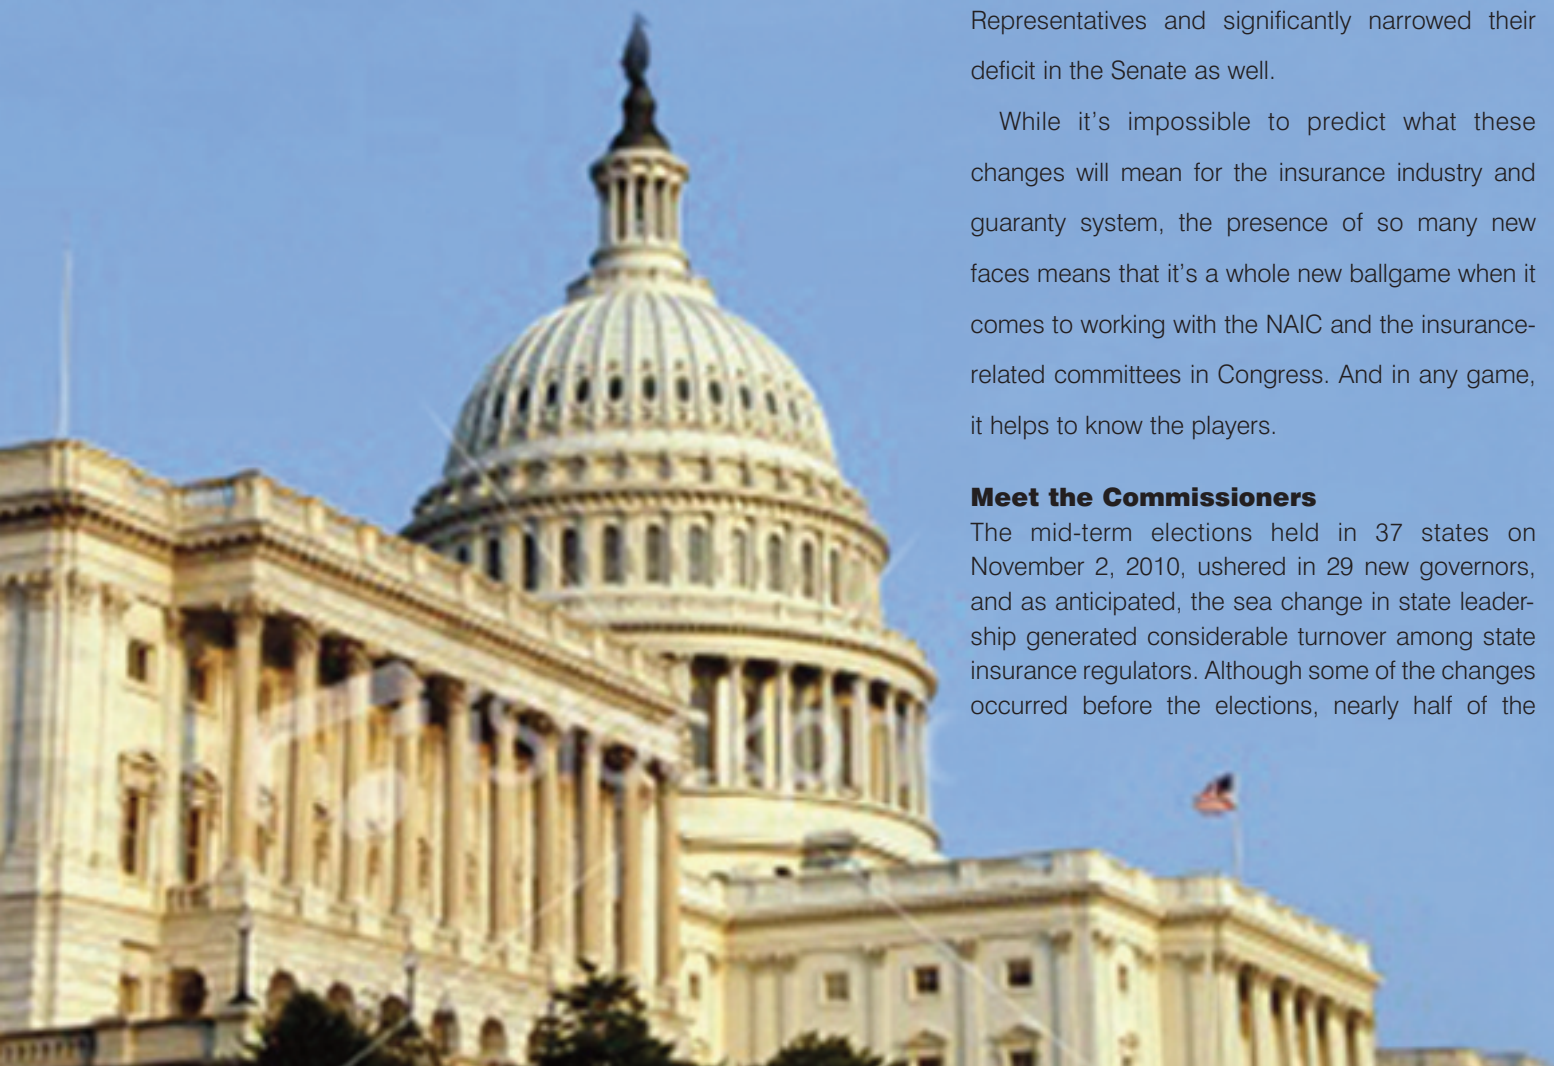 Representatives and significantly narrowed their
deficit in the Senate as well.
While it's impossible to predict what these
changes will mean for the insurance industry and
guaranty system, the presence of so many new
faces means that it's a whole new ballgame when it
comes to working with the NAIC and the insurance-
related committees in Congress. And in any game,
it helps to know the players.
Meet the Commissioners
The mid-term elections held in 37 states on
November 2, 2010, ushered in 29 new governors,
and as anticipated, the sea change in state leader-
ship generated considerable turnover among state
insurance regulators. Although some of the changes
occurred before the elections, nearly half of the